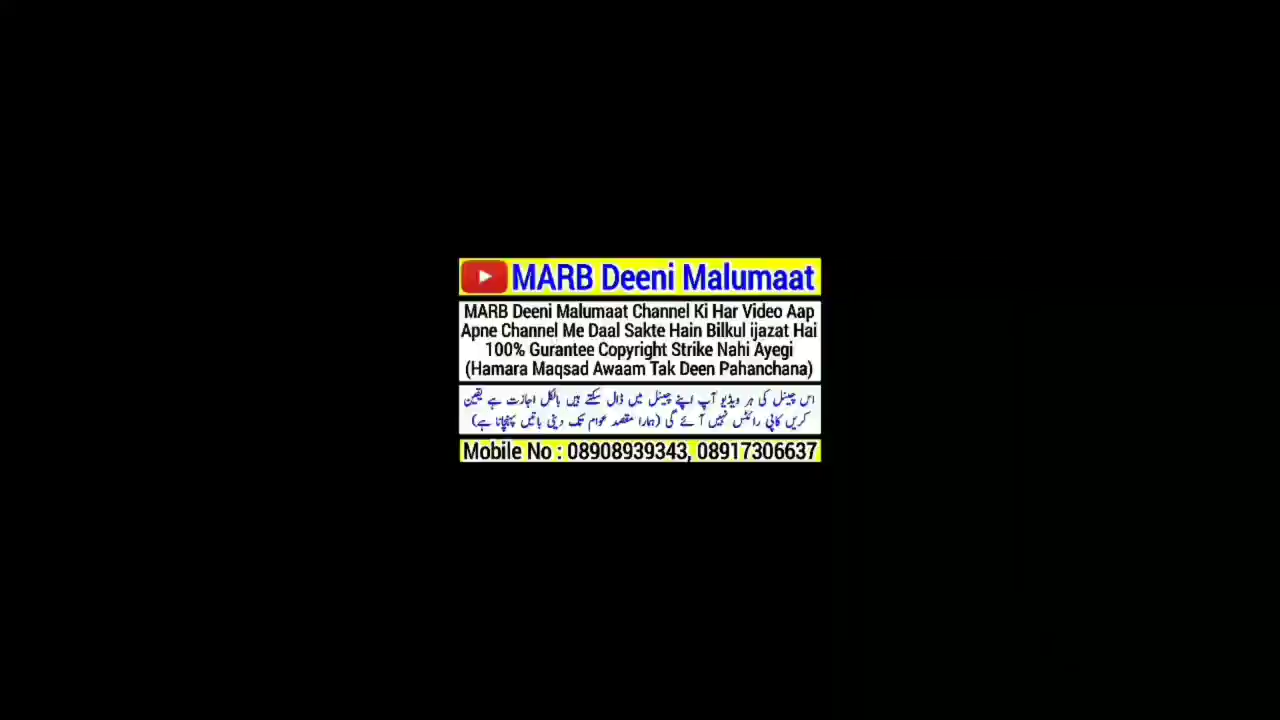 MARB Deeni Malumaat
MARB Deeni Malumaat Channel Ki Har Video Aap
Apne Channel Me Daal Sakte Hain Bilkul ijazat Hai
100% Gurantee Copyright Strike Nahi Ayegi
(Hamara Maqsad Awaam Tak Deen Pahanchana)
اس چینل کی ہر ویڈیو آپ اپنے چینل میں ڈال سکتے ہیں بالکل اجازت ہے یقین
کریں کاپی رائٹس نہیں آئے گی (ہمارا مقصد عوام تک دینی باتیں پہنچانا ہے)
Mobile No : 08908939343, 08917306637